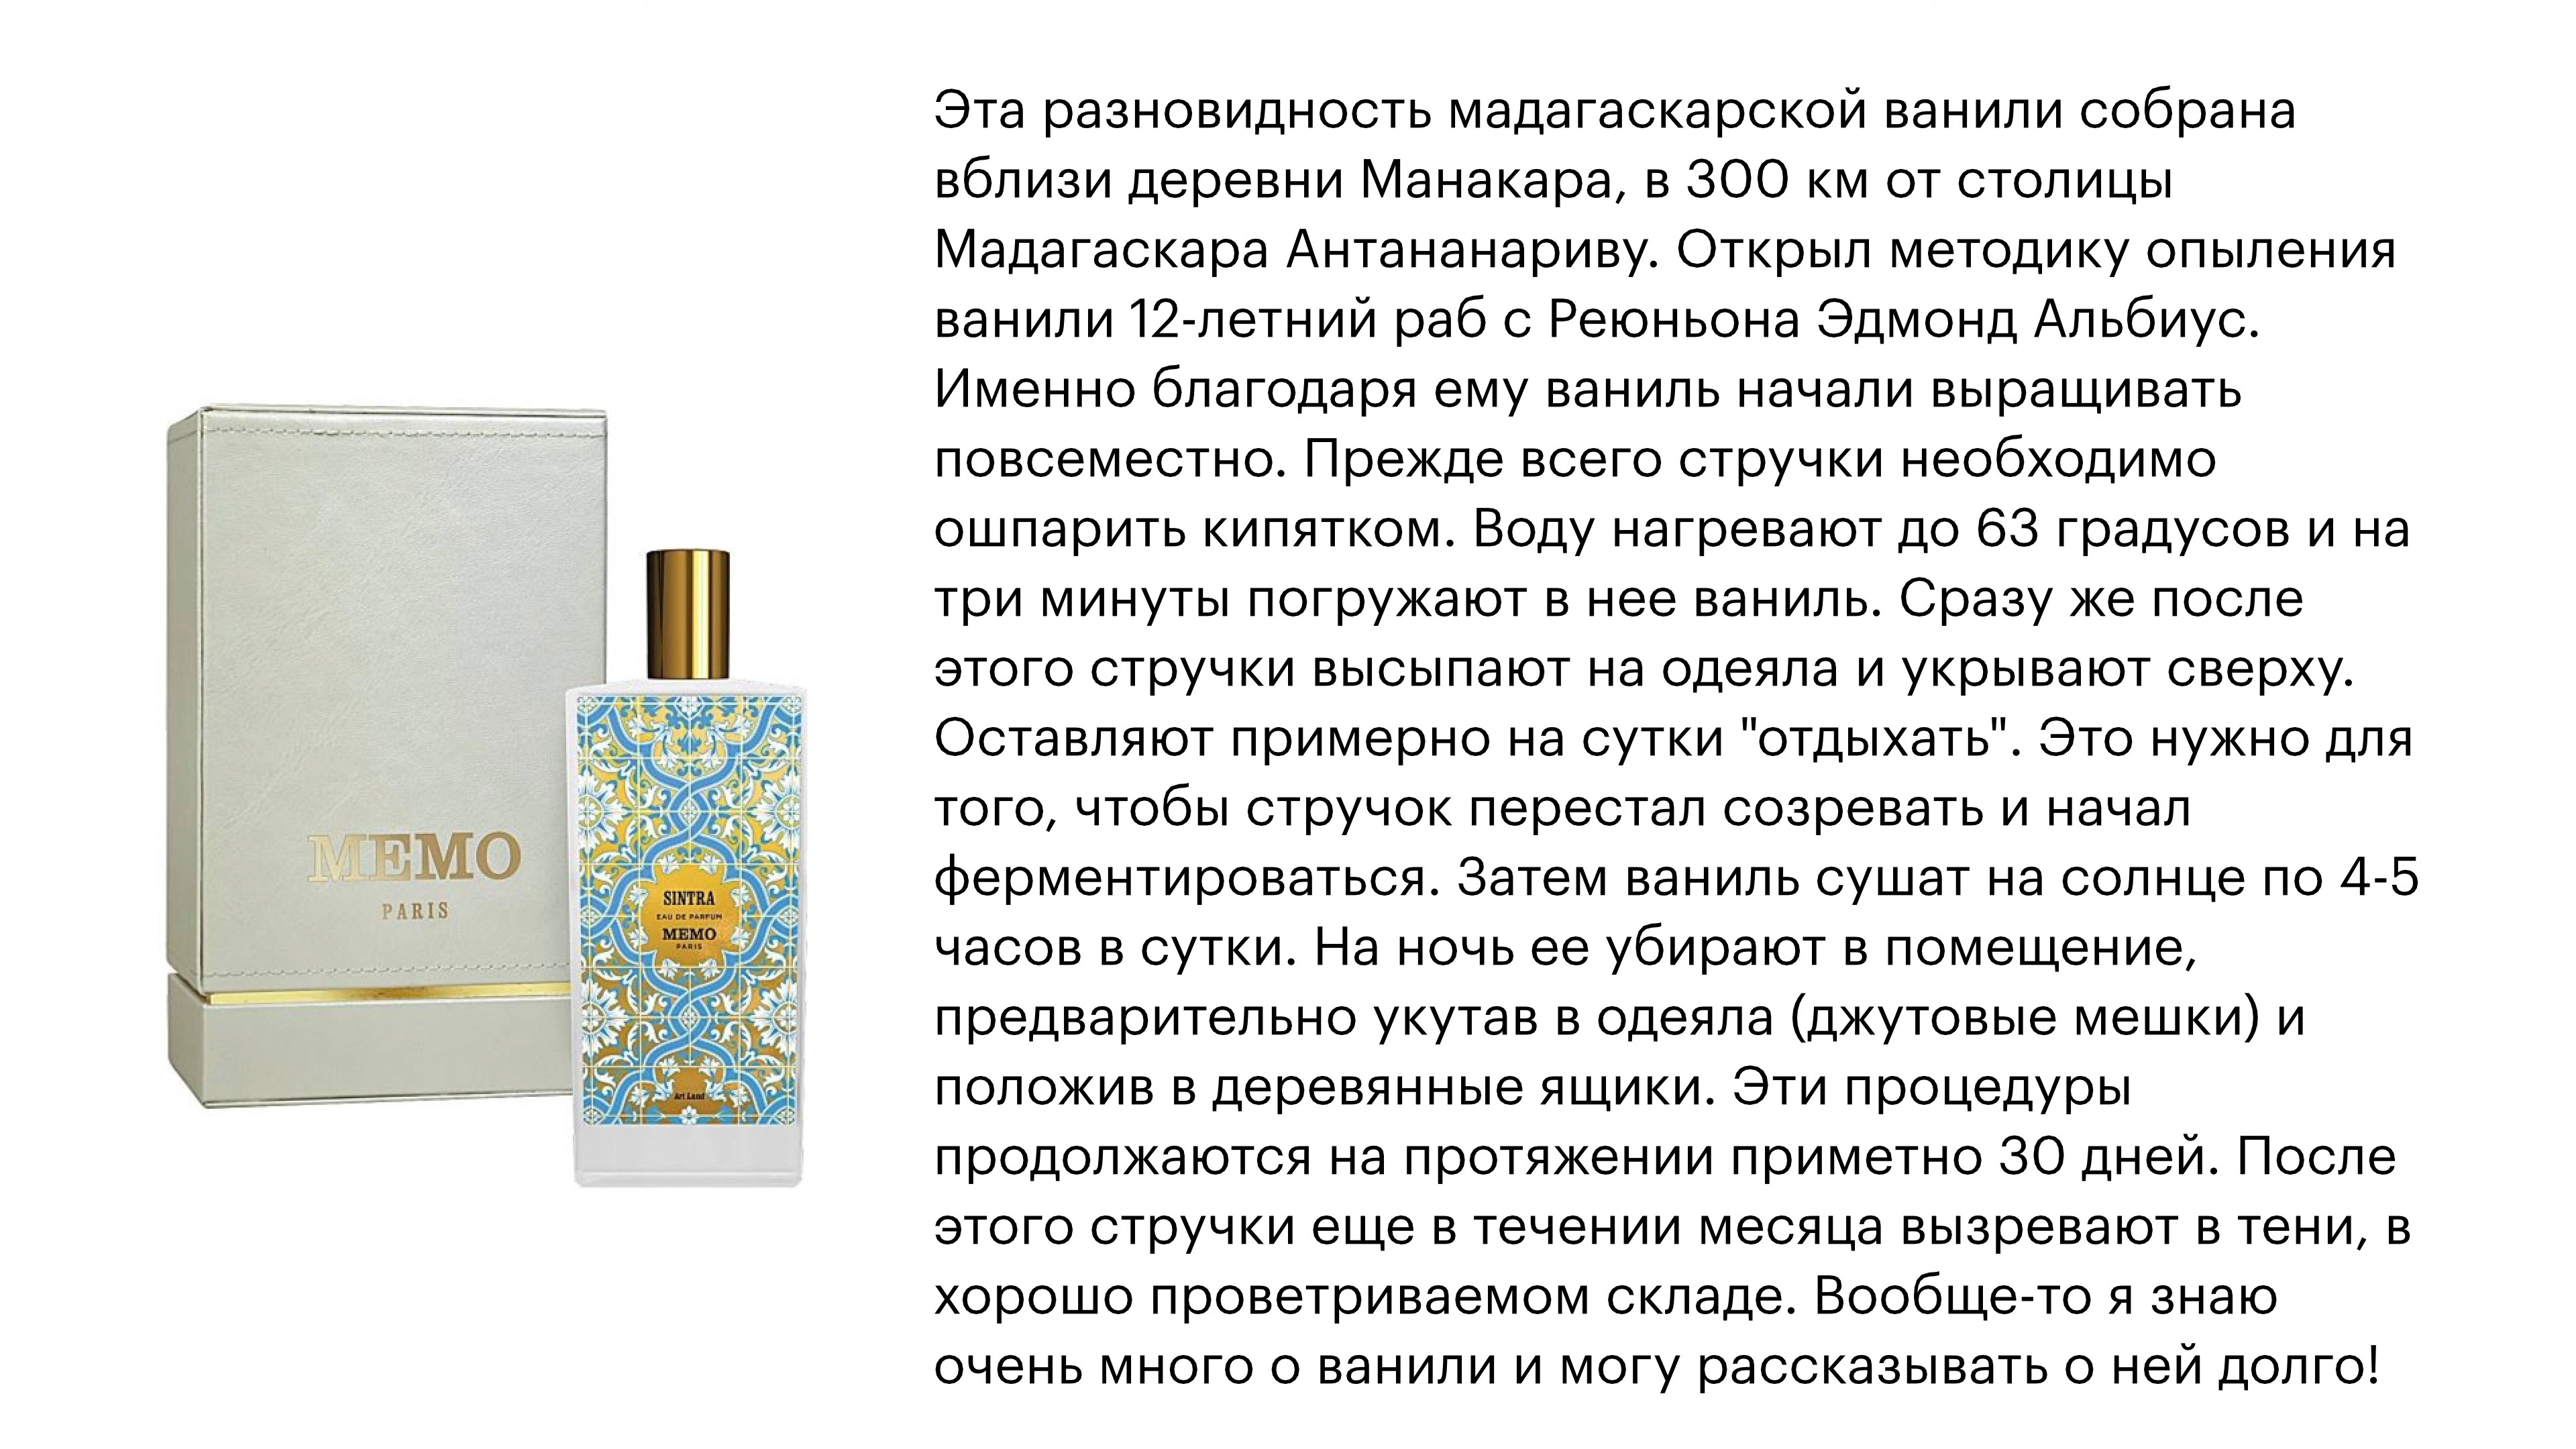 Эта разновидность мадагаскарской ванили собрана
вблизи деревни Манакара, в 300 км от столицы
Мадагаскара Антананариву. Открыл методику опыления
ванили 12-летний раб с Реюньона Эдмонд Альбиус.
Именно благодаря ему ваниль начали выращивать
повсеместно. Прежде всего стручки необходимо
ошпарить кипятком. Воду нагревают до 63 градусов и на
три минуты погружают в нее ваниль. Сразу же после
этого стручки высыпают на одеяла и укрывают сверху.
Оставляют примерно на сутки "отдыхать". Это нужно для
того, чтобы стручок перестал созревать и начал
ферментироваться. Затем ваниль сушат на солнце по 4-5
часов в сутки. На ночь ее убирают в помещение,
предварительно укутав в одеяла (джутовые мешки) и
положив в деревянные ящики. Эти процедуры
продолжаются на протяжении приметно 30 дней. После
этого стручки еще в течении месяца вызревают в тени, в
хорошо проветриваемом складе. Вообще-то я знаю
очень много о ванили и могу рассказывать о ней долго!
MEMO
PARIS
SINTRA
EAU DE PARFUM
MEMO
PARIS
Art Land